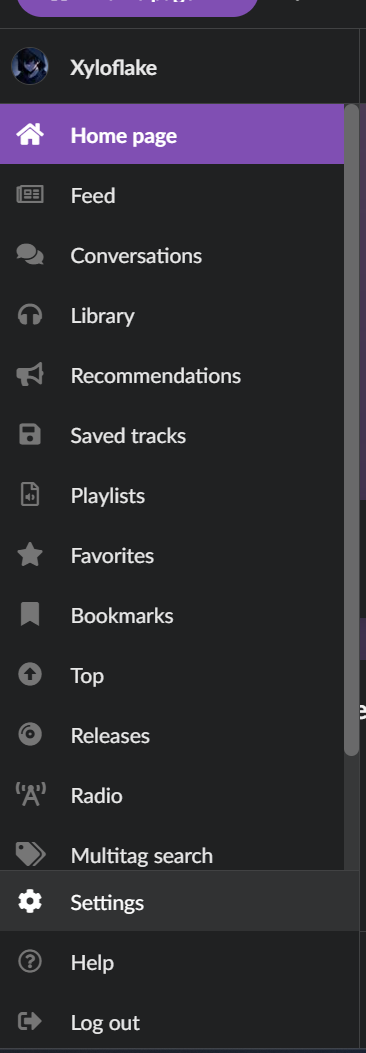 Xyloflake
Home page
Feed
Conversations
Library
Recommendations
Saved tracks
Playlists
Favorites
Bookmarks
Top
Releases
Radio
Multitag search
Settings
Help
Log out